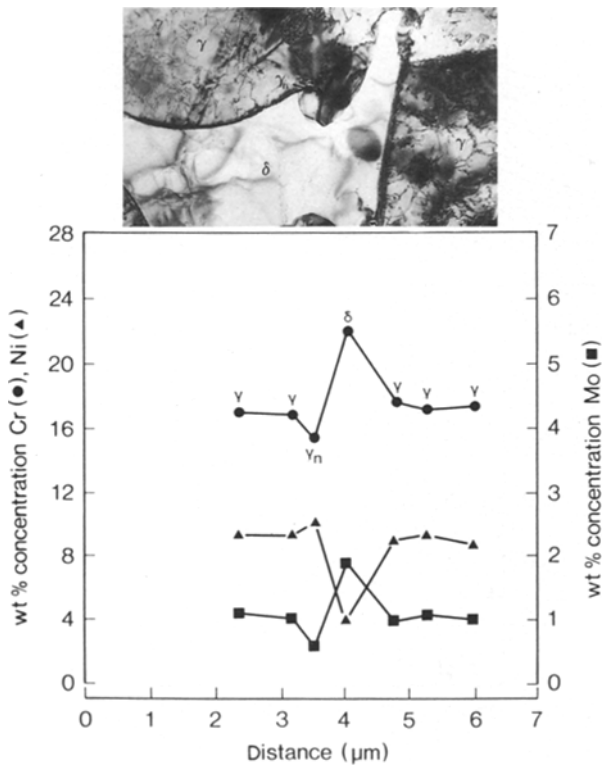 γ
γ
δ
28
24
20
16
12
8
4
0
wt % concentration Cr (●), Ni (▲)
δ
γ
γ
γ
γ
γ
γn
7
6
5
4
3
2
1
0
wt % concentration Mo (■)
0 1 2 3 4 5 6 7
Distance (μm)